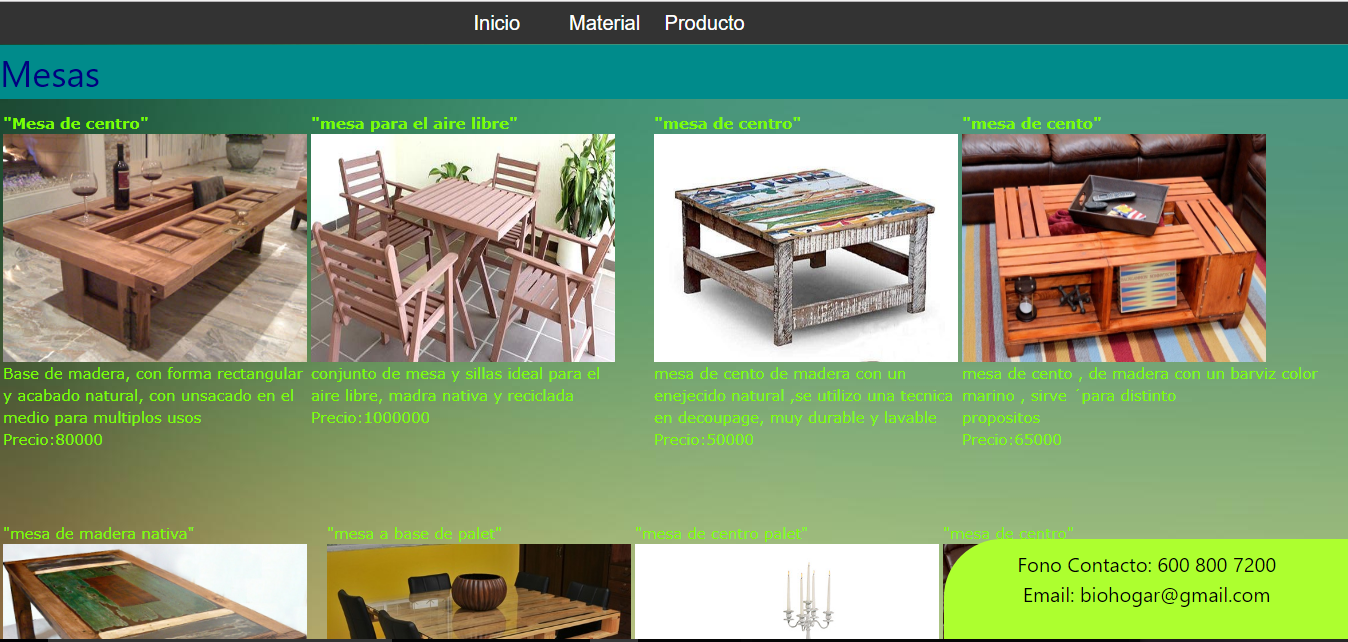 Inicio Material Producto
Mesas
"Mesa de centro"
Base de madera, con forma rectangular
y acabado natural, con unsacado en el
medio para multiplos usos
Precio:80000
"mesa para el aire libre"
conjunto de mesa y sillas ideal para el
aire libre, madra nativa y reciclada
Precio:1000000
"mesa de centro"
mesa de cento de madera con un
enejecido natural ,se utilizo una tecnica
en decoupage, muy durable y lavable
Precio:50000
"mesa de cento"
mesa de cento , de madera con un barviz color
marino , sirve ´para distinto
propositos
Precio:65000
"mesa de madera nativa"
"mesa a base de palet"
"mesa de centro palet"
"mesa de centro"
Fono Contacto: 600 800 7200
Email: biohogar@gmail.com